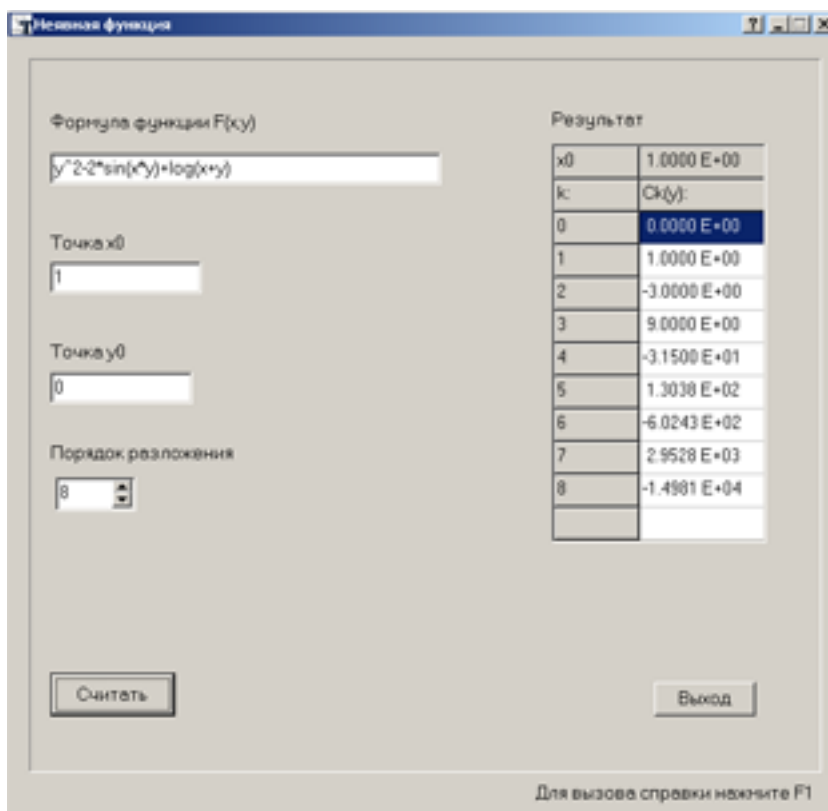 Неявная функция
Формула функции F(x,y)
y^2-2*sin(x*y)+log(x+y)
Точка x0
1
Точка y0
0
Порядок разложения
8
Считать
Результат
x0 1.0000 E+00
k: Ck(y):
0 0.0000 E+00
1 1.0000 E+00
2 -3.0000 E+00
3 9.0000 E+00
4 -3.1500 E+01
5 1.3038 E+02
6 -6.0243 E+02
7 2.9528 E+03
8 -1.4981 E+04
Выход
Для вызова справки нажмите F1